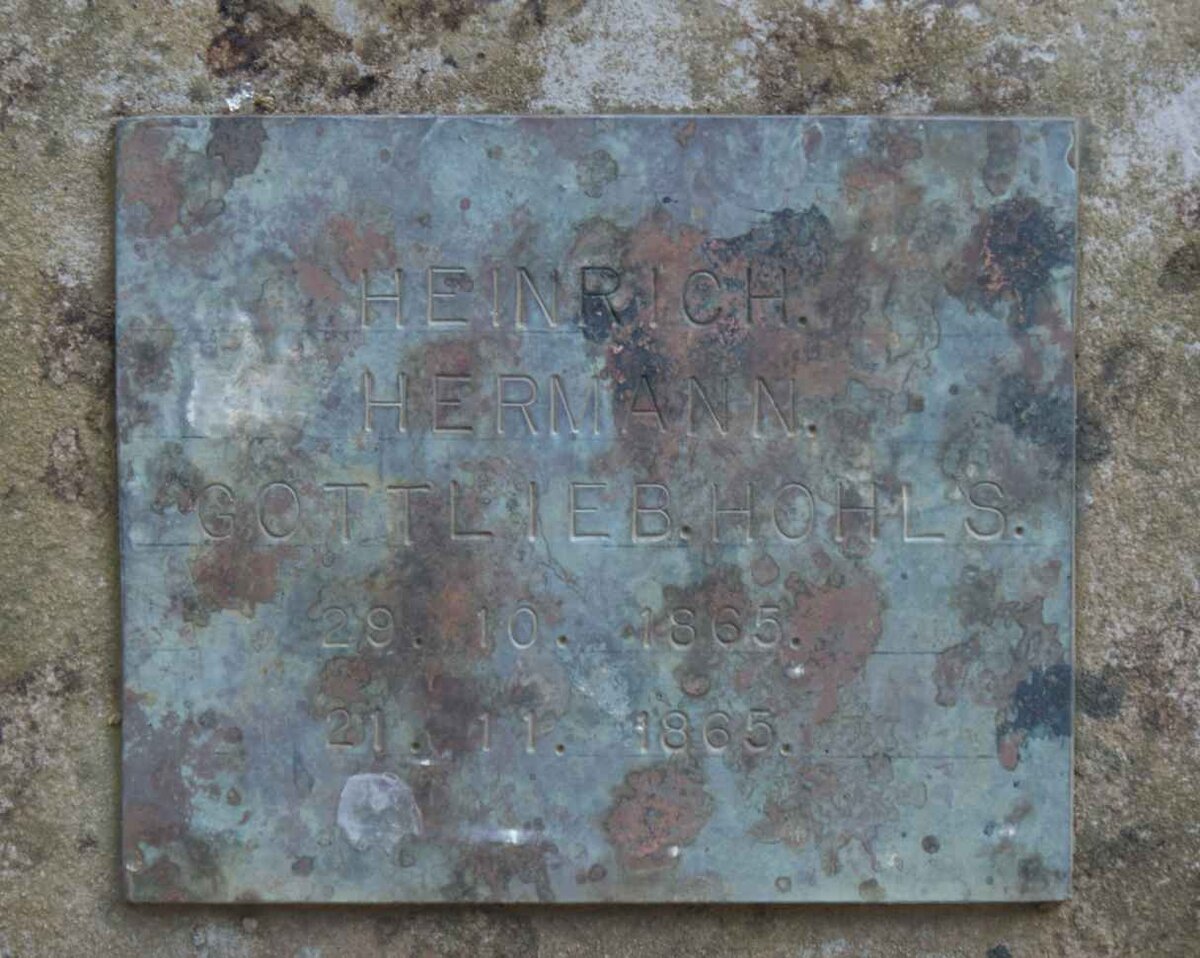 HEINRICH.
HERMANN.
GOTTLIEB. HOHLS.
29. 10. 1865.
21. 11. 1865.